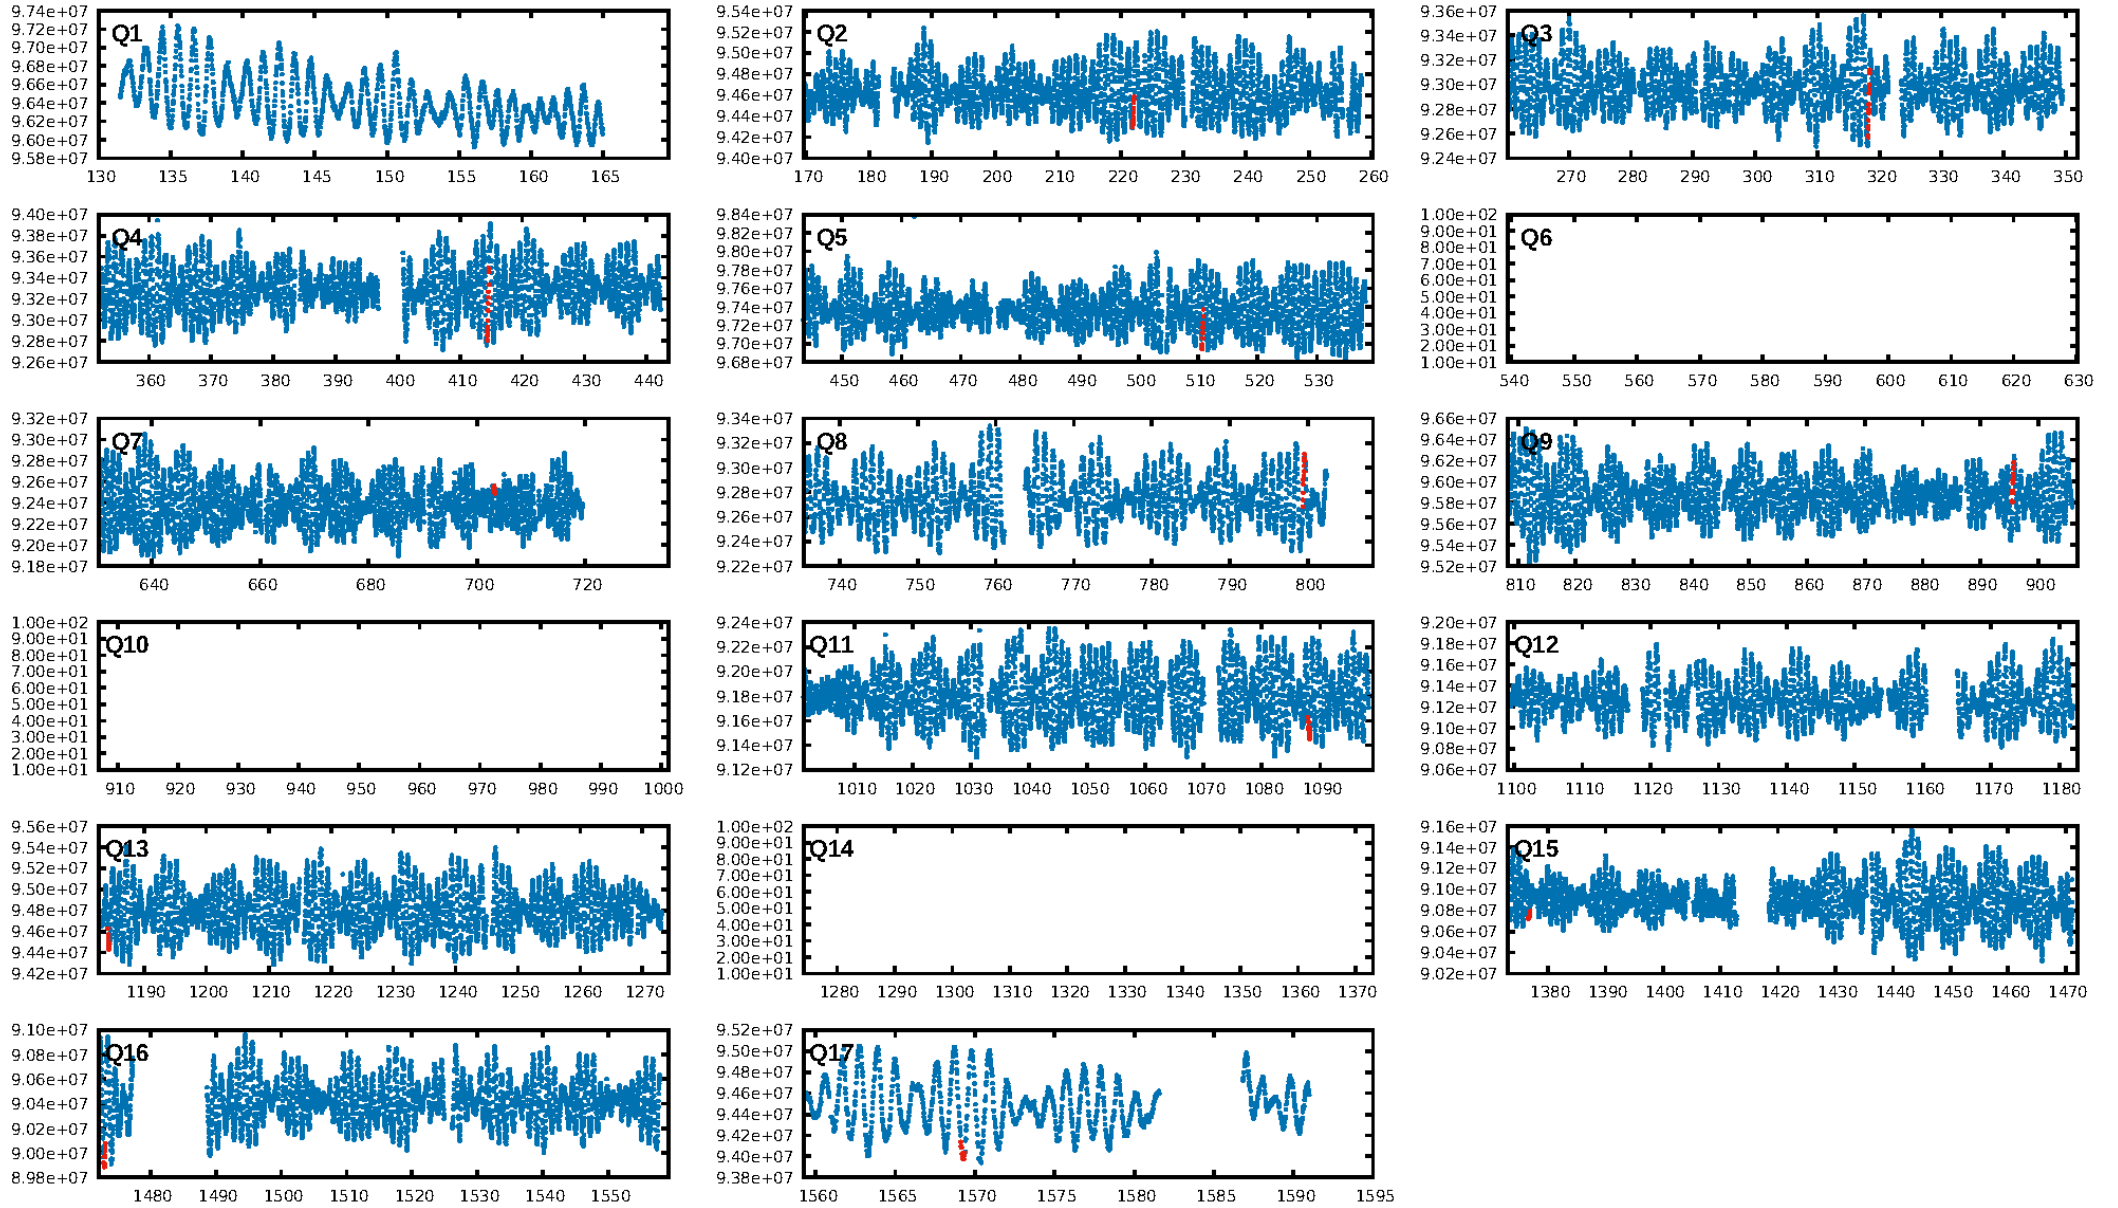 9.74e+07 9.72e+07 9.70e+07 9.68e+07 9.66e+07 9.64e+07 9.62e+07 9.60e+07 9.58e+07
Q1
130 135 140 145 150 155 160 165
9.54e+07 9.52e+07 9.50e+07 9.48e+07 9.46e+07 9.44e+07 9.42e+07 9.40e+07
Q2
170 180 190 200 210 220 230 240 250 260
9.36e+07 9.34e+07 9.32e+07 9.30e+07 9.28e+07 9.26e+07 9.24e+07
Q3
270 280 290 300 310 320 330 340 350
9.40e+07 9.38e+07 9.36e+07 9.34e+07 9.32e+07 9.30e+07 9.28e+07 9.26e+07
Q4
360 370 380 390 400 410 420 430 440
9.84e+07 9.82e+07 9.80e+07 9.78e+07 9.76e+07 9.74e+07 9.72e+07 9.70e+07 9.68e+07
Q5
450 460 470 480 490 500 510 520 530
1.00e+02 9.00e+01 8.00e+01 7.00e+01 6.00e+01 5.00e+01 4.00e+01 3.00e+01 2.00e+01 1.00e+01
Q6
540 550 560 570 580 590 600 610 620 630
9.32e+07 9.30e+07 9.28e+07 9.26e+07 9.24e+07 9.22e+07 9.20e+07 9.18e+07
Q7
640 660 680 700 720
9.34e+07 9.32e+07 9.30e+07 9.28e+07 9.26e+07 9.24e+07 9.22e+07
Q8
740 750 760 770 780 790 800
9.66e+07 9.64e+07 9.62e+07 9.60e+07 9.58e+07 9.56e+07 9.54e+07 9.52e+07
Q9
810 820 830 840 850 860 870 880 890 900
1.00e+02 9.00e+01 8.00e+01 7.00e+01 6.00e+01 5.00e+01 4.00e+01 3.00e+01 2.00e+01 1.00e+01
Q10
910 920 930 940 950 960 970 980 990 1000
9.24e+07 9.22e+07 9.20e+07 9.18e+07 9.16e+07 9.14e+07 9.12e+07
Q11
1010 1020 1030 1040 1050 1060 1070 1080 1090
9.20e+07 9.18e+07 9.16e+07 9.14e+07 9.12e+07 9.10e+07 9.08e+07 9.06e+07
Q12
1100 1110 1120 1130 1140 1150 1160 1170 1180
9.56e+07 9.54e+07 9.52e+07 9.50e+07 9.48e+07 9.46e+07 9.44e+07 9.42e+07
Q13
1190 1200 1210 1220 1230 1240 1250 1260 1270
1.00e+02 9.00e+01 8.00e+01 7.00e+01 6.00e+01 5.00e+01 4.00e+01 3.00e+01 2.00e+01 1.00e+01
Q14
1280 1290 1300 1310 1320 1330 1340 1350 1360 1370
9.16e+07 9.14e+07 9.12e+07 9.10e+07 9.08e+07 9.06e+07 9.04e+07 9.02e+07
Q15
1380 1390 1400 1410 1420 1430 1440 1450 1460 1470
9.10e+07 9.08e+07 9.06e+07 9.04e+07 9.02e+07 9.00e+07 8.98e+07
Q16
1480 1490 1500 1510 1520 1530 1540 1550
9.52e+07 9.50e+07 9.48e+07 9.46e+07 9.44e+07 9.42e+07 9.40e+07 9.38e+07
Q17
1560 1565 1570 1575 1580 1585 1590 1595